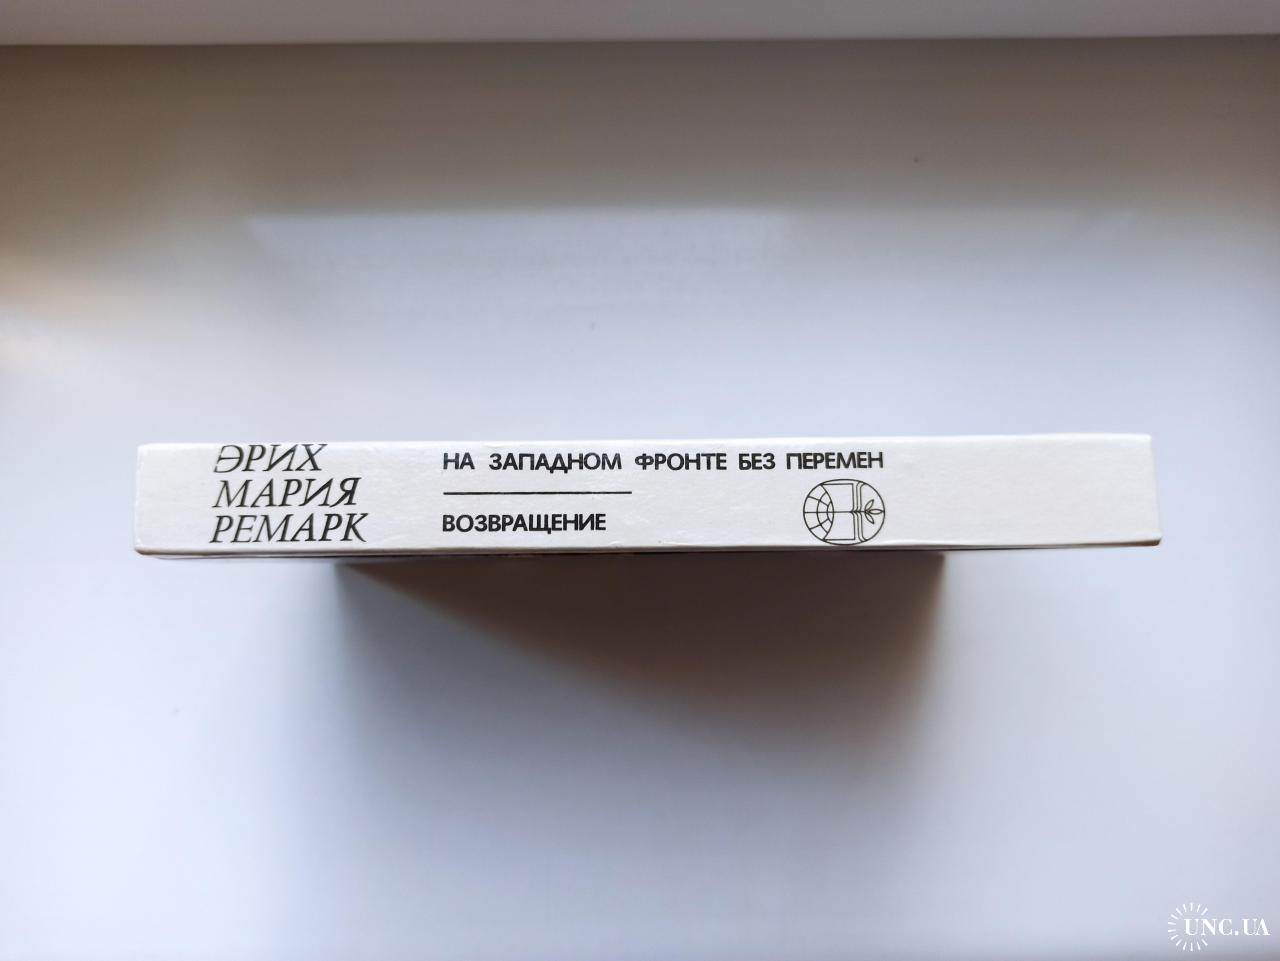 ЭРИХ
МАРИЯ
РЕМАРК
НА ЗАПАДНОМ ФРОНТЕ БЕЗ ПЕРЕМЕН
ВОЗВРАЩЕНИЕ
UNC.UA